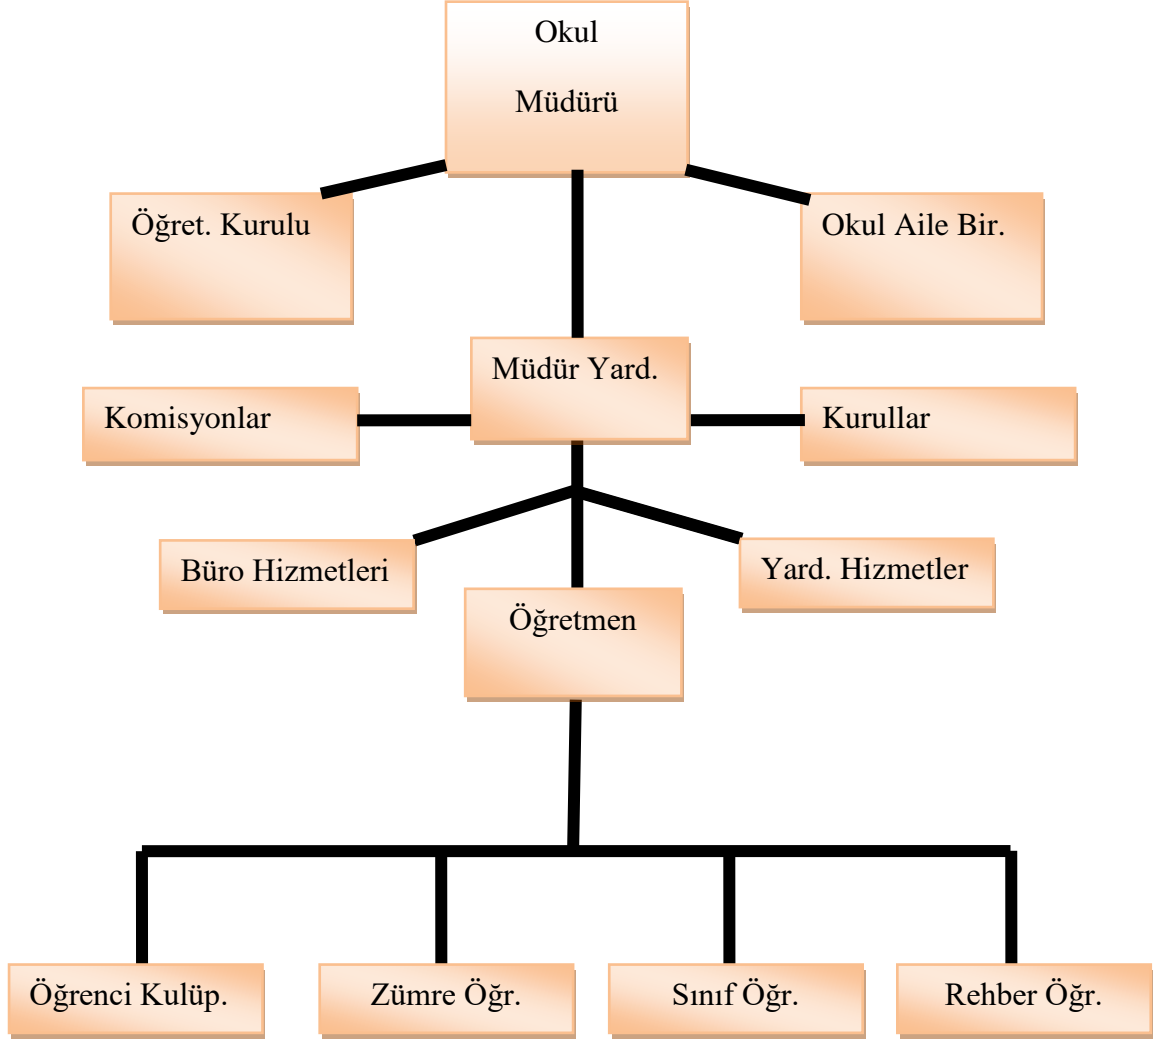 Okul
Müdürü
Öğret. Kurulu
Okul Aile Bir.
Müdür Yard.
Komisyonlar
Kurullar
Büro Hizmetleri
Yard. Hizmetler
Öğretmen
Öğrenci Kulüp.
Zümre Öğr.
Sınıf Öğr.
Rehber Öğr.